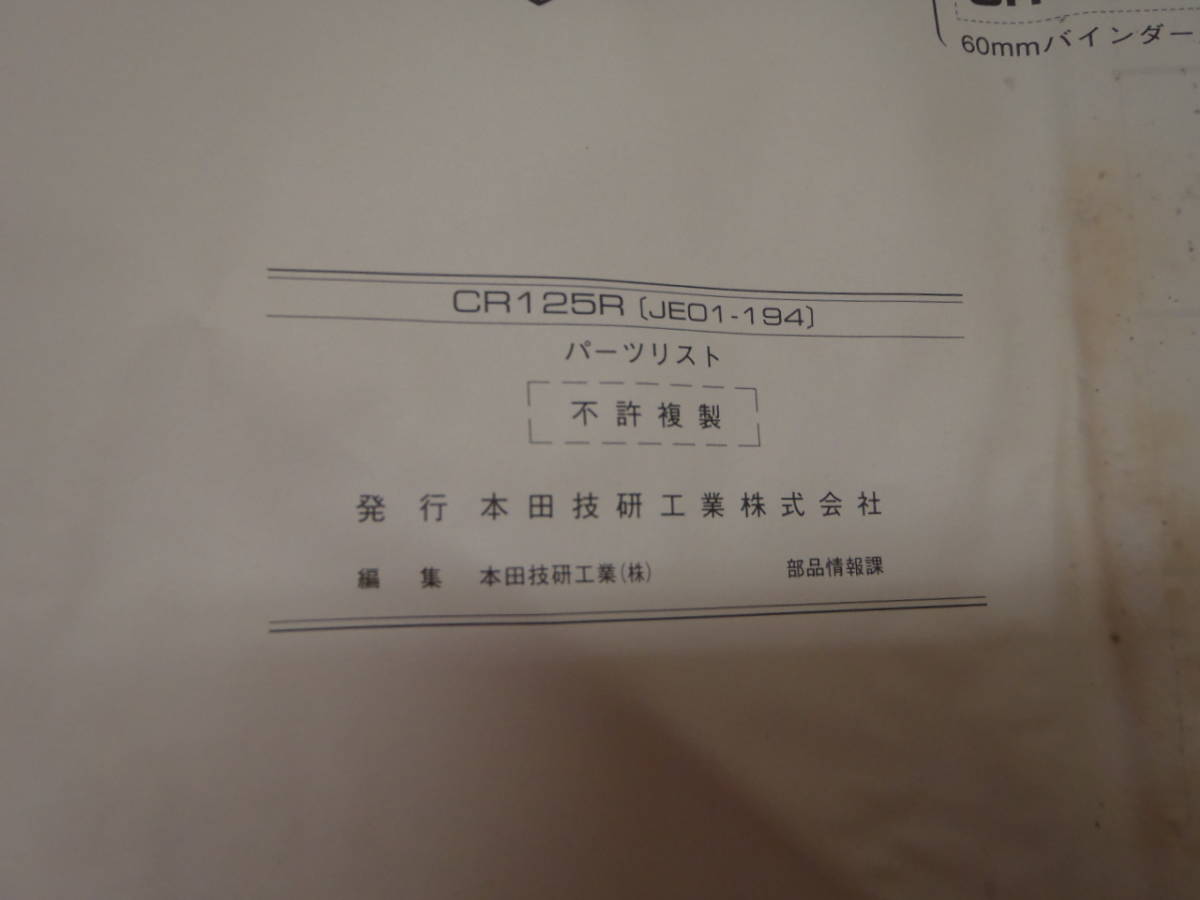 60mmバインダー
CR125R〔JE01-194〕
パーツリスト
不許複製
発行 本田技研工業株式会社
編集 本田技研工業(株) 部品情報課